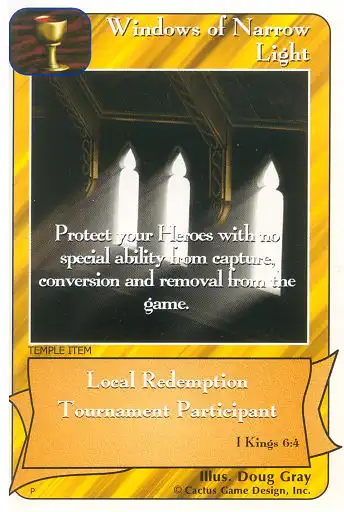 Windows of Narrow
Light
Protect your Heroes with no
special ability from capture,
conversion and removal from the
game.
TEMPLE ITEM
Local Redemption
Tournament Participant
I Kings 6:4
Illus. Doug Gray
P
© Cactus Game Design, Inc.